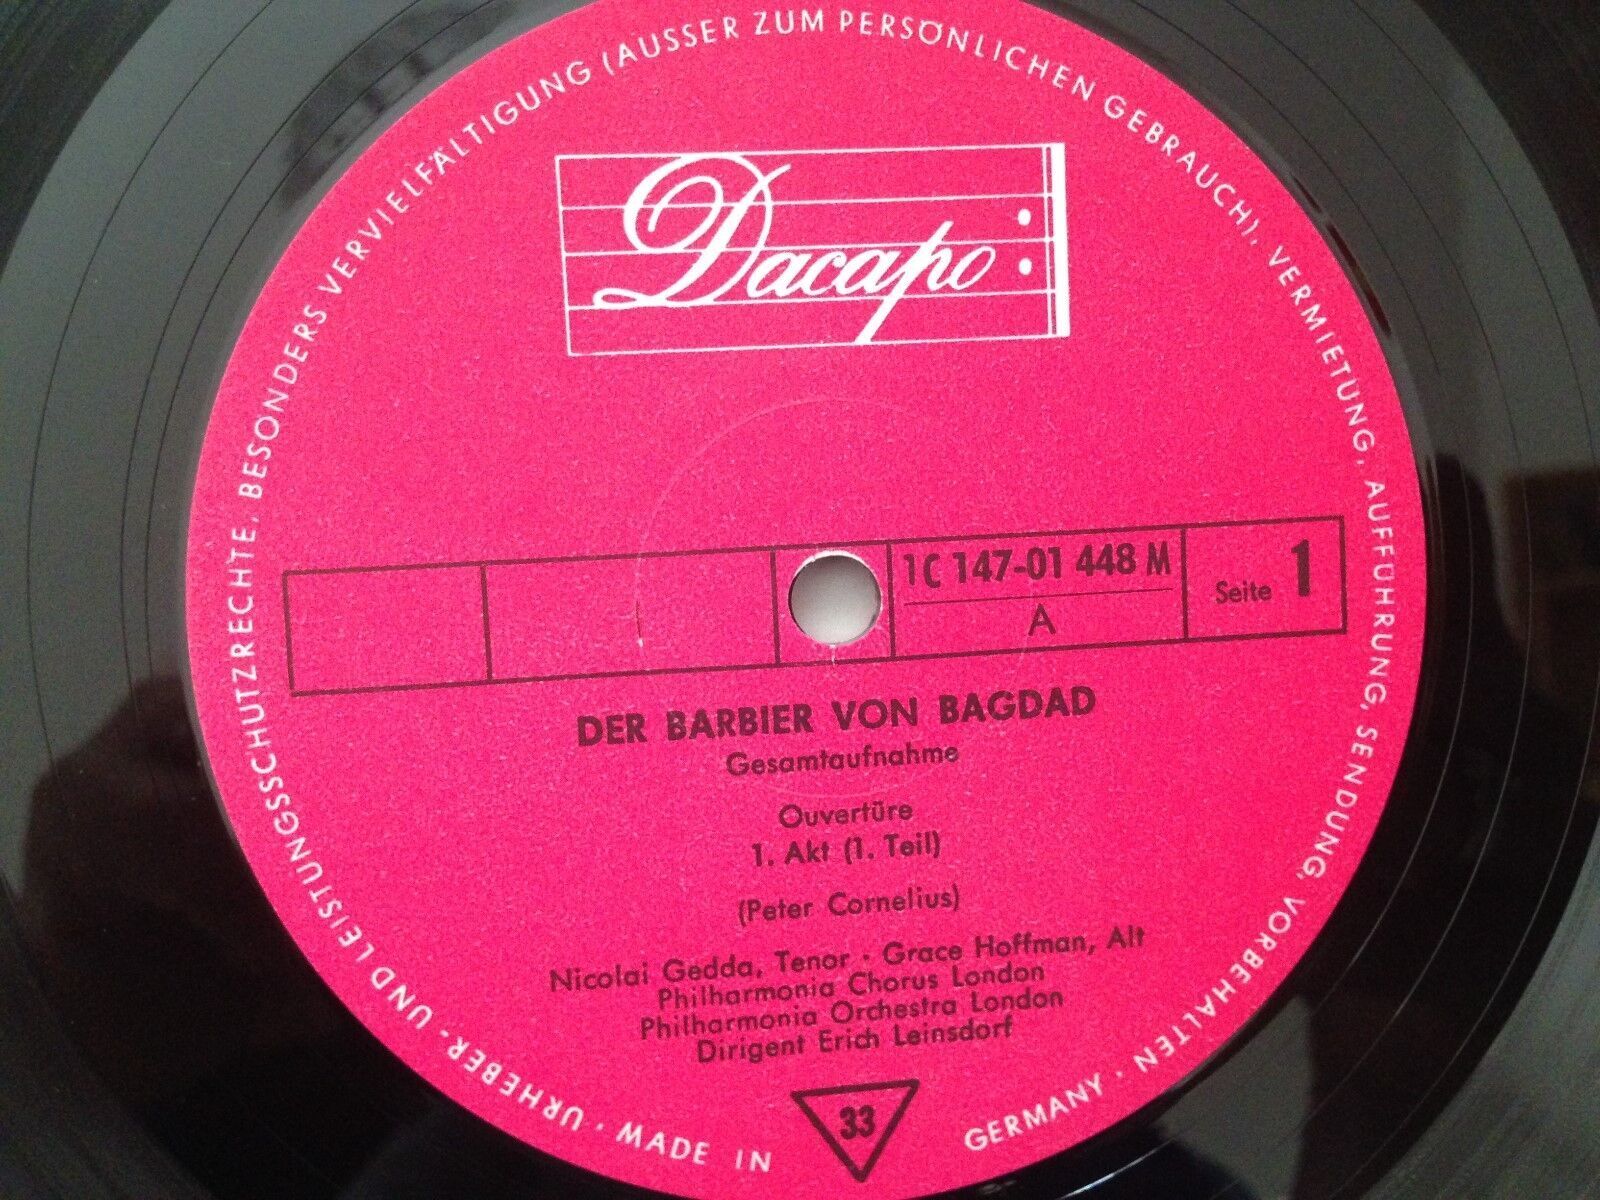 URHEBER- UND LEISTUNGSSCHUTZRECHTE, BESONDERS VERVIELFÄLTIGUNG (AUSSER ZUM PERSÖNLICHEN GEBRAUCH), VERMIETUNG, AUFFÜHRUNG, SENDUNG, VORBEHALTEN ·
Dacapo
1C 147-01 448 M
A
Seite 1
DER BARBIER VON BAGDAD
Gesamtaufnahme
Ouvertüre
1. Akt (1. Teil)
(Peter Cornelius)
Nicolai Gedda, Tenor · Grace Hoffman, Alt
Philharmonia Chorus London
Philharmonia Orchestra London
Dirigent Erich Leinsdorf
33
MADE IN GERMANY ·